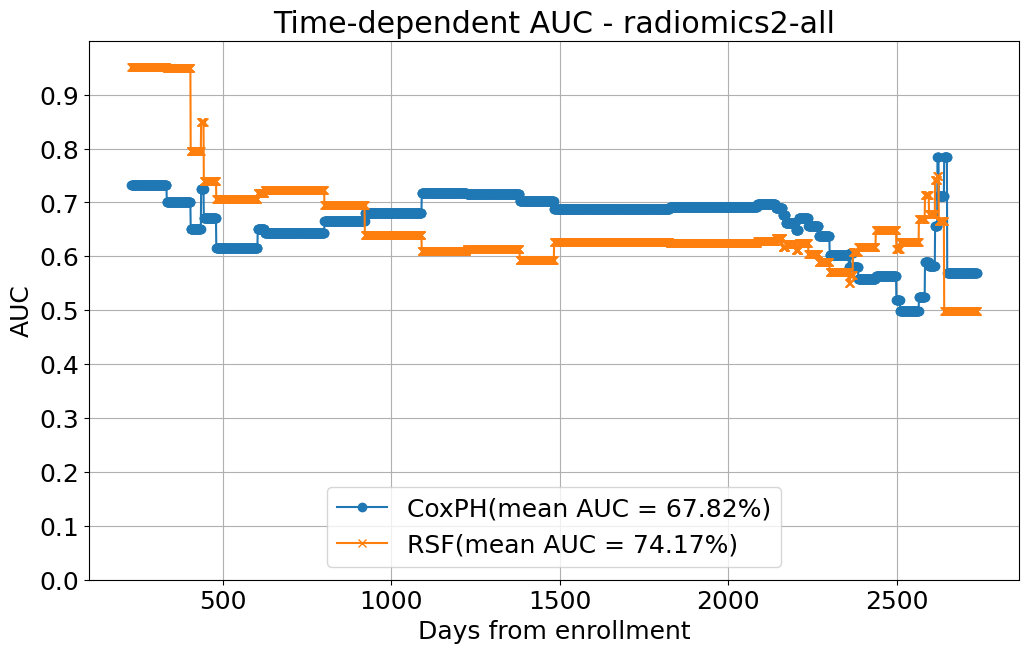 Time-dependent AUC - radiomics2-all
AUC
0.9
0.8
0.7
0.6
0.5
0.4
0.3
0.2
0.1
0.0
CoxPH(mean AUC = 67.82%)
RSF(mean AUC = 74.17%)
500 1000 1500 2000 2500
Days from enrollment